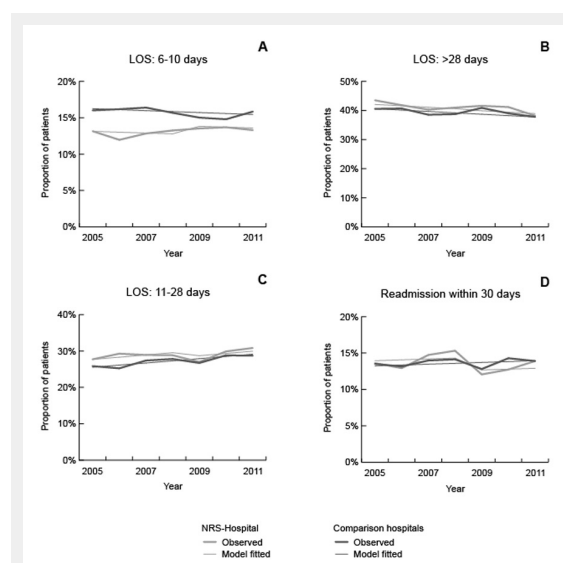 A
LOS: 6-10 days
20%
15%
10%
5%
0%
Proportion of patients
2005 2007 2009 2011
Year
B
LOS: >28 days
50%
40%
30%
20%
10%
0%
Proportion of patients
2005 2007 2009 2011
Year
C
LOS: 11-28 days
40%
30%
20%
10%
0%
Proportion of patients
2005 2007 2009 2011
Year
D
Readmission within 30 days
20%
15%
10%
5%
0%
Proportion of patients
2005 2007 2009 2011
Year
NRS-Hospital
Observed
Model fitted
Comparison hospitals
Observed
Model fitted